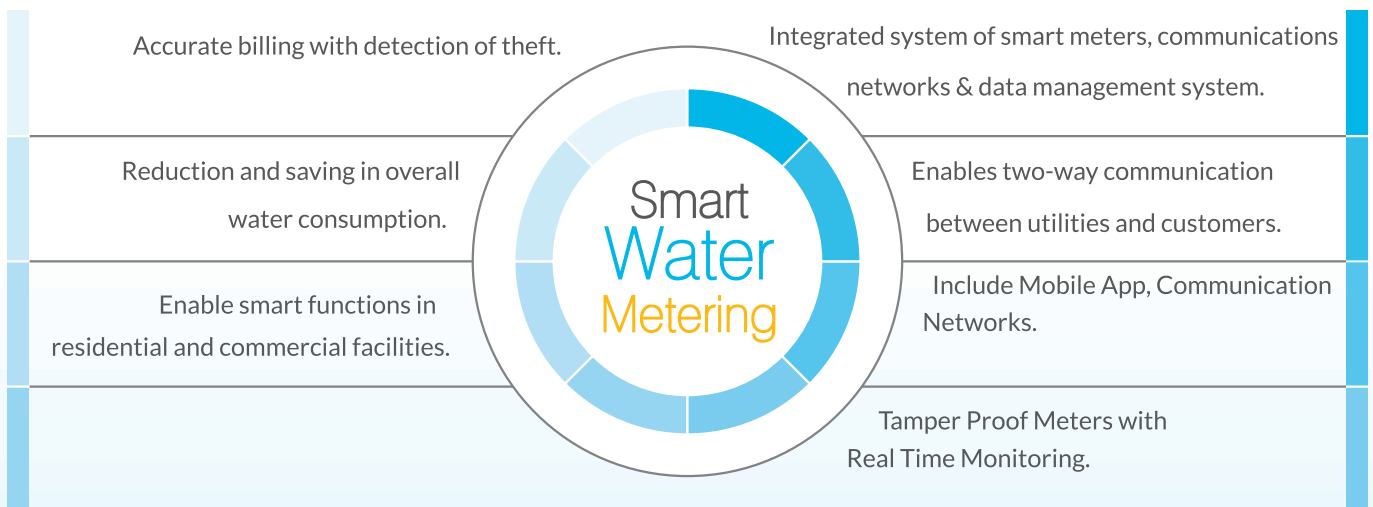 Accurate billing with detection of theft.
Reduction and saving in overall
water consumption.
Enable smart functions in
residential and commercial facilities.
Smart
Water
Metering
Integrated system of smart meters, communications
networks & data management system.
Enables two-way communication
between utilities and customers.
Include Mobile App, Communication
Networks.
Tamper Proof Meters with
Real Time Monitoring.